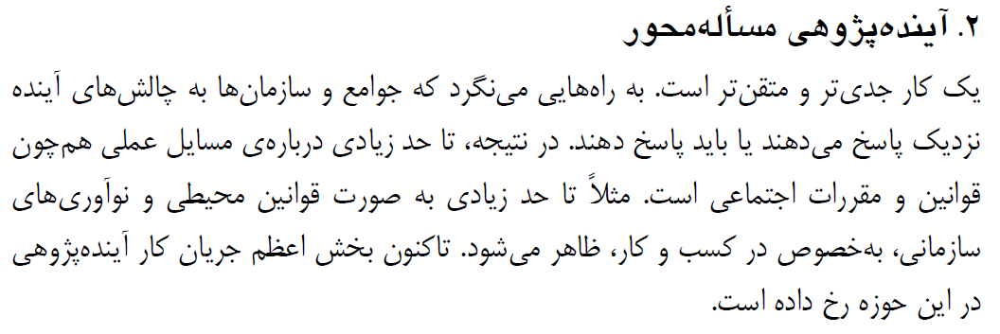 ۲. آینده‌پژوهی مسأله‌محور
یک کار جدی‌تر و متقن‌تر است. به راه‌هایی می‌نگرد که جوامع و سازمان‌ها به چالش‌های آینده
نزدیک پاسخ می‌دهند یا باید پاسخ دهند. در نتیجه، تا حد زیادی درباره‌ی مسایل عملی هم‌چون
قوانین و مقررات اجتماعی است. مثلاً تا حد زیادی به صورت قوانین محیطی و نوآوری‌های
سازمانی، به‌خصوص در کسب و کار، ظاهر می‌شود. تاکنون بخش اعظم جریان کار آینده‌پژوهی
در این حوزه رخ داده است.